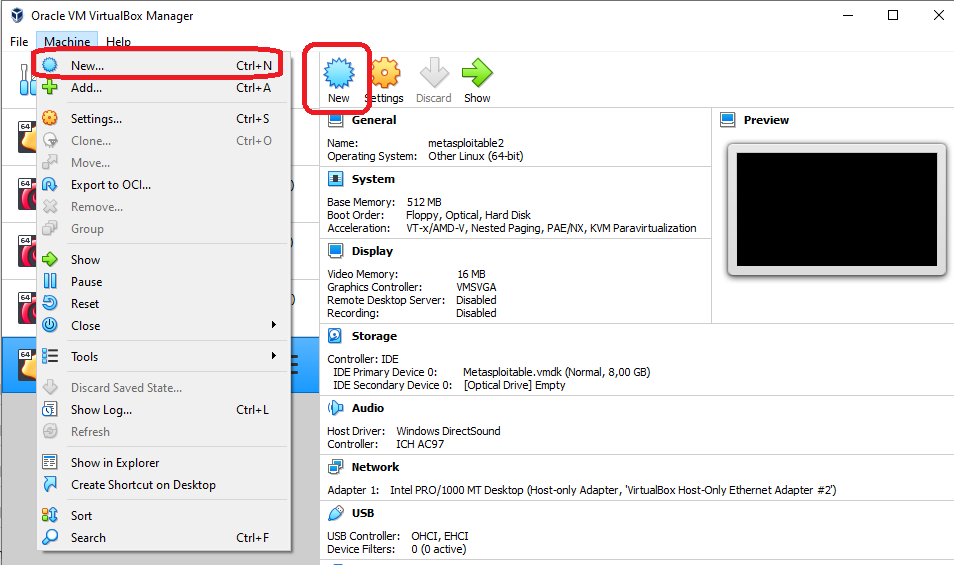 Oracle VM VirtualBox Manager
File Machine Help
New... Ctrl+N
Add... Ctrl+A
Settings... Ctrl+S
Clone... Ctrl+O
Move...
Export to OCI...
Remove...
Group
Show
Pause
Reset
Close
Tools
Discard Saved State...
Show Log... Ctrl+L
Refresh
Show in Explorer
Create Shortcut on Desktop
Sort
Search Ctrl+F
64
64
64
64
64
New Settings Discard Show
General
Name: metasploitable2
Operating System: Other Linux (64-bit)
System
Base Memory: 512 MB
Boot Order: Floppy, Optical, Hard Disk
Acceleration: VT-x/AMD-V, Nested Paging, PAE/NX, KVM Paravirtualization
Display
Video Memory: 16 MB
Graphics Controller: VMSVGA
Remote Desktop Server: Disabled
Recording: Disabled
Storage
Controller: IDE
IDE Primary Device 0: Metasploitable.vmdk (Normal, 8,00 GB)
IDE Secondary Device 0: [Optical Drive] Empty
Audio
Host Driver: Windows DirectSound
Controller: ICH AC97
Network
Adapter 1: Intel PRO/1000 MT Desktop (Host-only Adapter, 'VirtualBox Host-Only Ethernet Adapter #2')
USB
USB Controller: OHCI, EHCI
Device Filters: 0 (0 active)
Preview